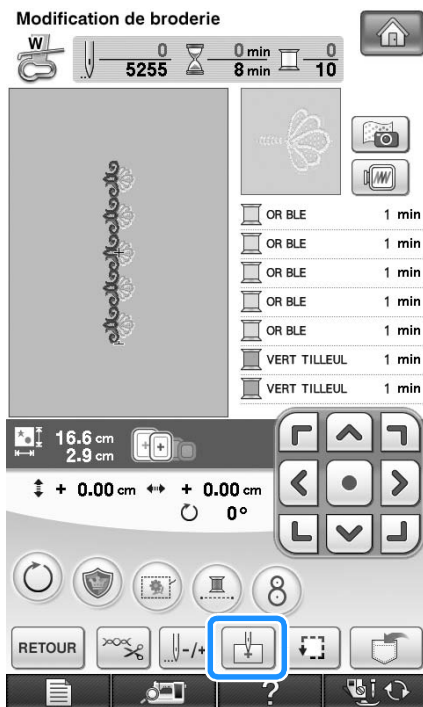 Modification de broderie
W
0
5255
0 min
8 min
0
10
OR BLE 1 min
OR BLE 1 min
OR BLE 1 min
OR BLE 1 min
OR BLE 1 min
VERT TILLEUL 1 min
VERT TILLEUL 1 min
16.6 cm
2.9 cm
+ 0.00 cm + 0.00 cm
0°
8
RETOUR -/+
? i